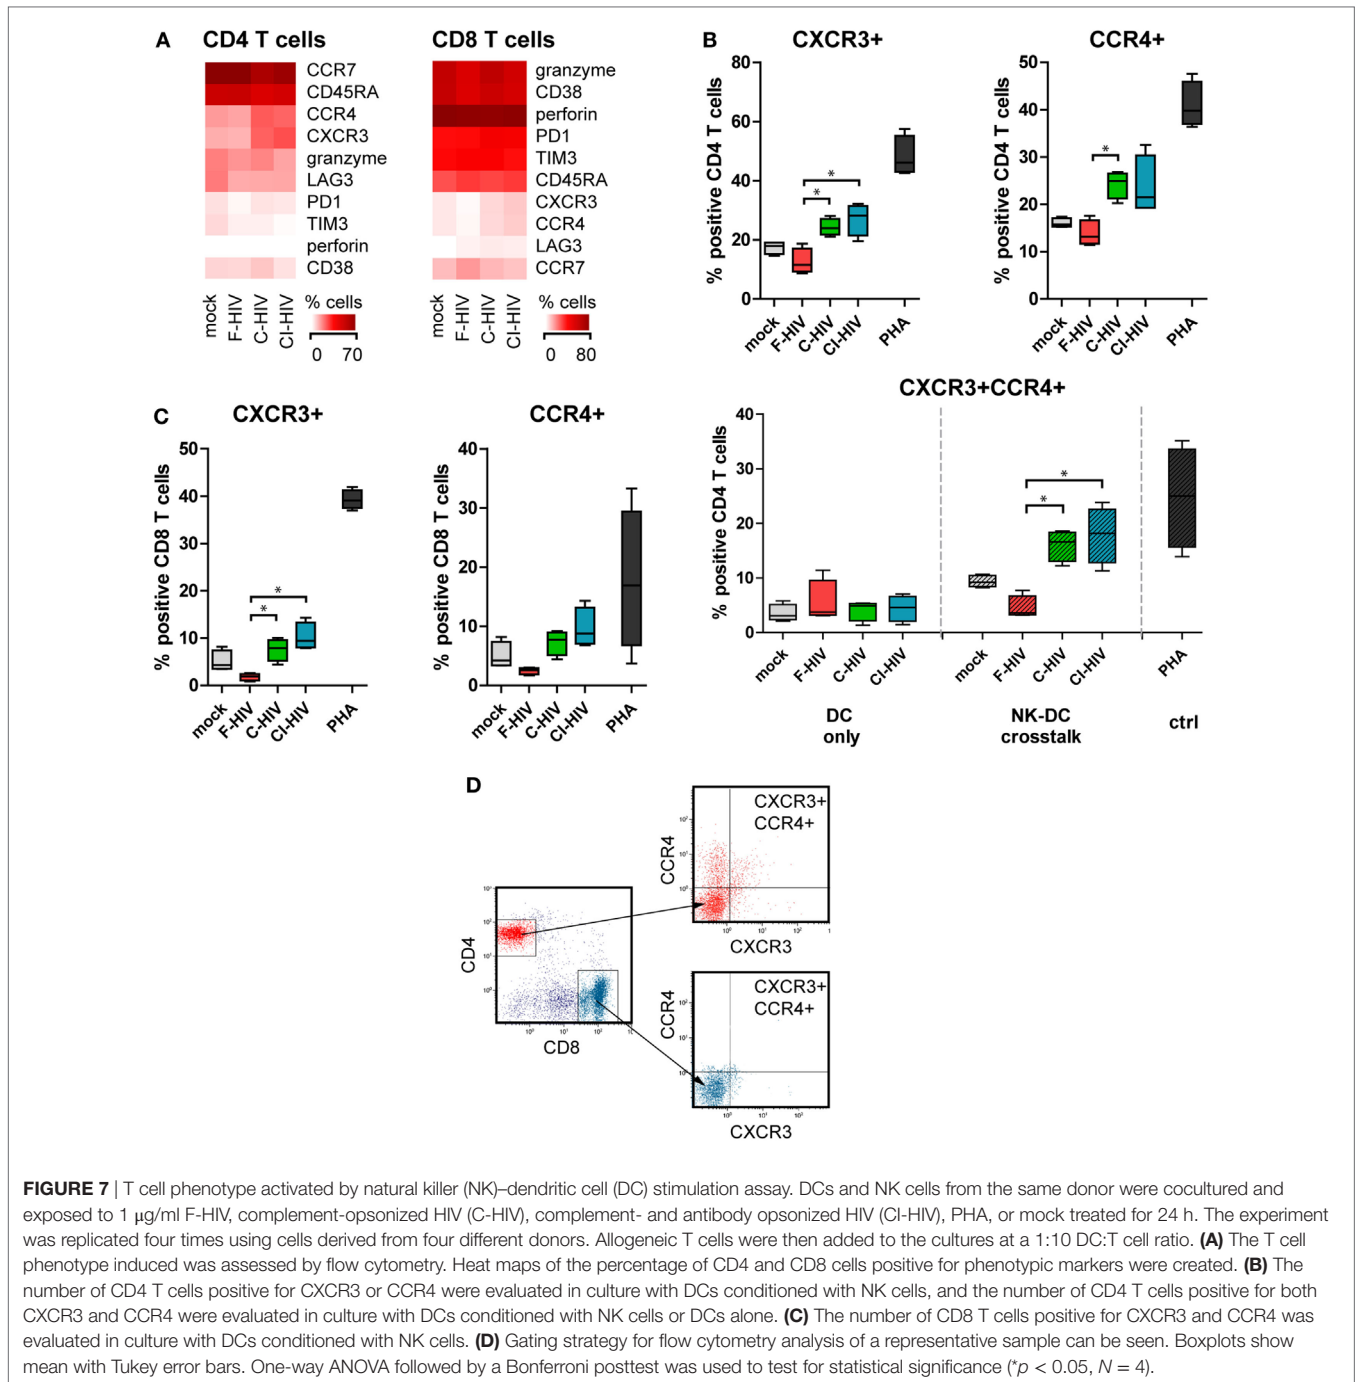 A CD4 T cells
CD8 T cells
CCR7
CD45RA
CCR4
CXCR3
granzyme
LAG3
PD1
TIM3
perforin
CD38
mock
F-HIV
C-HIV
CI-HIV
% cells
0 70
granzyme
CD38
perforin
PD1
TIM3
CD45RA
CXCR3
CCR4
LAG3
CCR7
mock
F-HIV
C-HIV
CI-HIV
% cells
0 80
B
CXCR3+
% positive CD4 T cells
80
60
40
20
0
*
*
mock
F-HIV
C-HIV
CI-HIV
PHA
CCR4+
% positive CD4 T cells
50
40
30
20
10
0
*
mock
F-HIV
C-HIV
CI-HIV
PHA
CXCR3+CCR4+
% positive CD4 T cells
40
30
20
10
0
*
*
mock
F-HIV
C-HIV
CI-HIV
mock
F-HIV
C-HIV
CI-HIV
PHA
DC
only
NK-DC
crosstalk
ctrl
C
CXCR3+
% positive CD8 T cells
50
40
30
20
10
0
*
*
mock
F-HIV
C-HIV
CI-HIV
PHA
CCR4+
% positive CD8 T cells
40
30
20
10
0
mock
F-HIV
C-HIV
CI-HIV
PHA
D
CD4
CD8
CXCR3+
CCR4+
CCR4
CXCR3
CXCR3+
CCR4+
CCR4
CXCR3
FIGURE 7 | T cell phenotype activated by natural killer (NK)–dendritic cell (DC) stimulation assay. DCs and NK cells from the same donor were cocultured and
exposed to 1 μg/ml F-HIV, complement-opsonized HIV (C-HIV), complement- and antibody opsonized HIV (CI-HIV), PHA, or mock treated for 24 h. The experiment
was replicated four times using cells derived from four different donors. Allogeneic T cells were then added to the cultures at a 1:10 DC:T cell ratio. (A) The T cell
phenotype induced was assessed by flow cytometry. Heat maps of the percentage of CD4 and CD8 cells positive for phenotypic markers were created. (B) The
number of CD4 T cells positive for CXCR3 or CCR4 were evaluated in culture with DCs conditioned with NK cells, and the number of CD4 T cells positive for both
CXCR3 and CCR4 were evaluated in culture with DCs conditioned with NK cells or DCs alone. (C) The number of CD8 T cells positive for CXCR3 and CCR4 was
evaluated in culture with DCs conditioned with NK cells. (D) Gating strategy for flow cytometry analysis of a representative sample can be seen. Boxplots show
mean with Tukey error bars. One-way ANOVA followed by a Bonferroni posttest was used to test for statistical significance (*p < 0.05, N = 4).